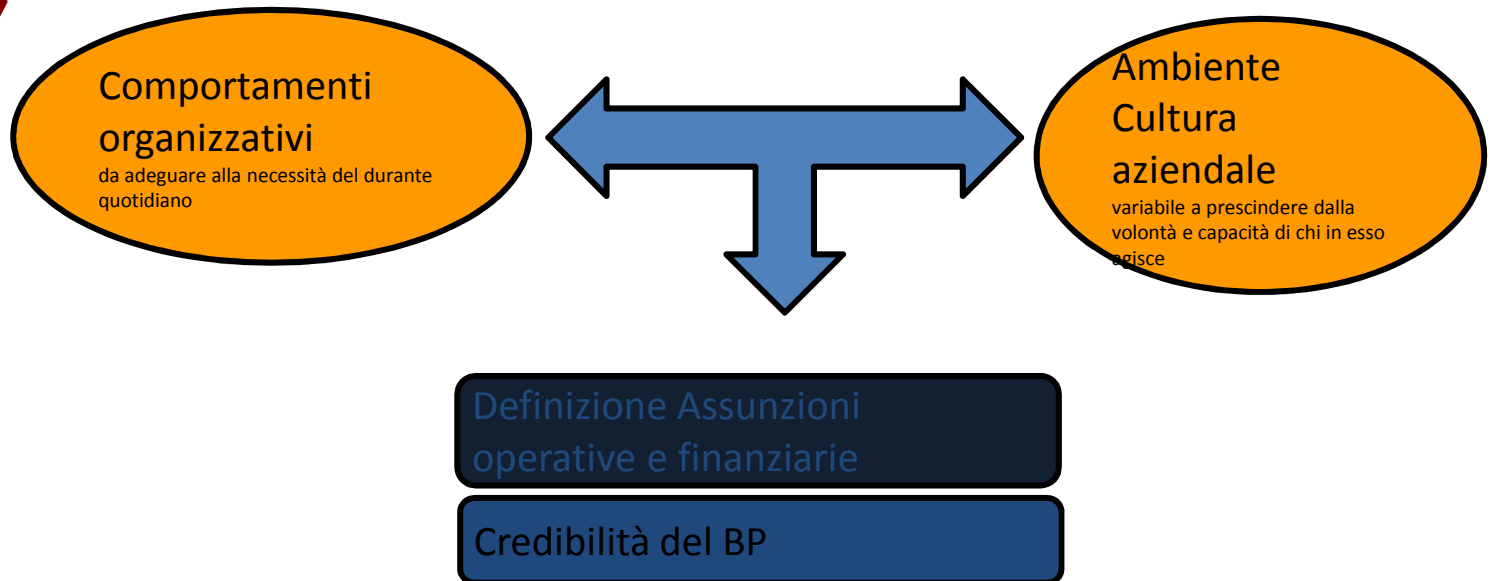 Comportamenti
organizzativi
da adeguare alla necessità del durante
quotidiano
Ambiente
Cultura
aziendale
variabile a prescindere dalla
volontà e capacità di chi in esso
agisce
Definizione Assunzioni
operative e finanziarie
Credibilità del BP